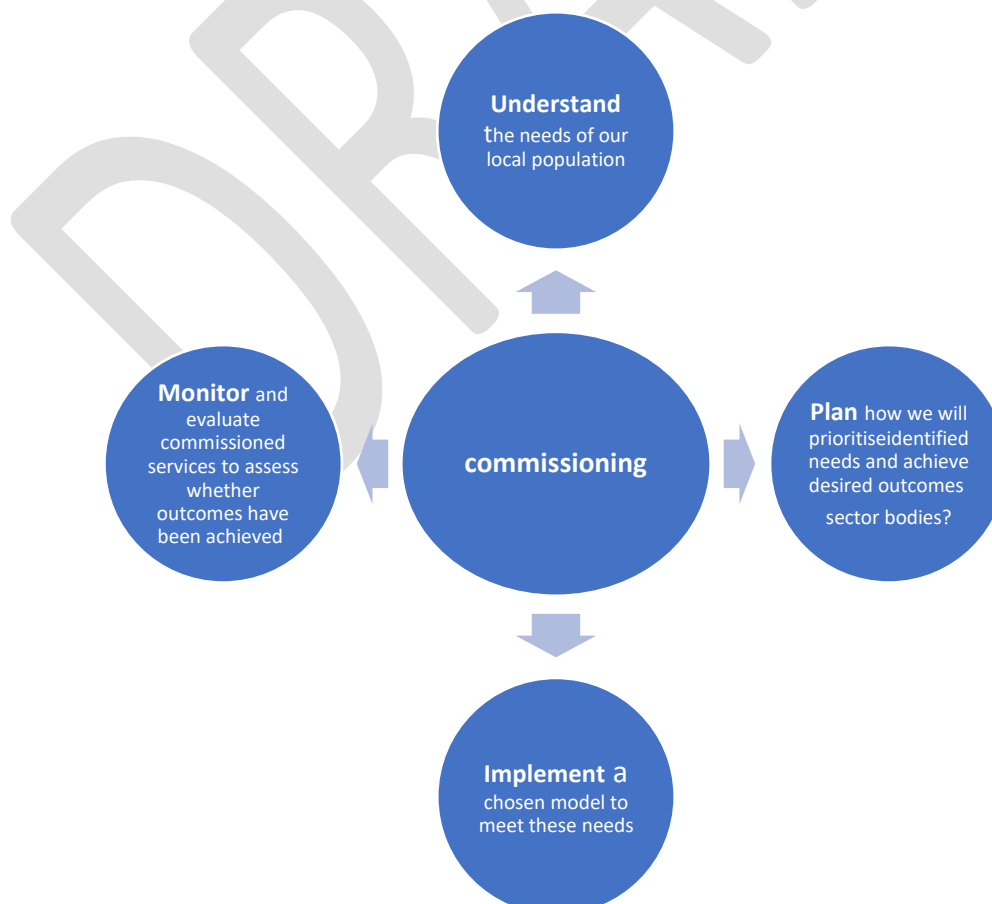 DRAFT
Understand
the needs of our
local population
Monitor and
evaluate
commissioned
services to assess
whether
outcomes have
been achieved
commissioning
Plan how we will
prioritiseidentified
needs and achieve
desired outcomes
sector bodies?
Implement a
chosen model to
meet these needs